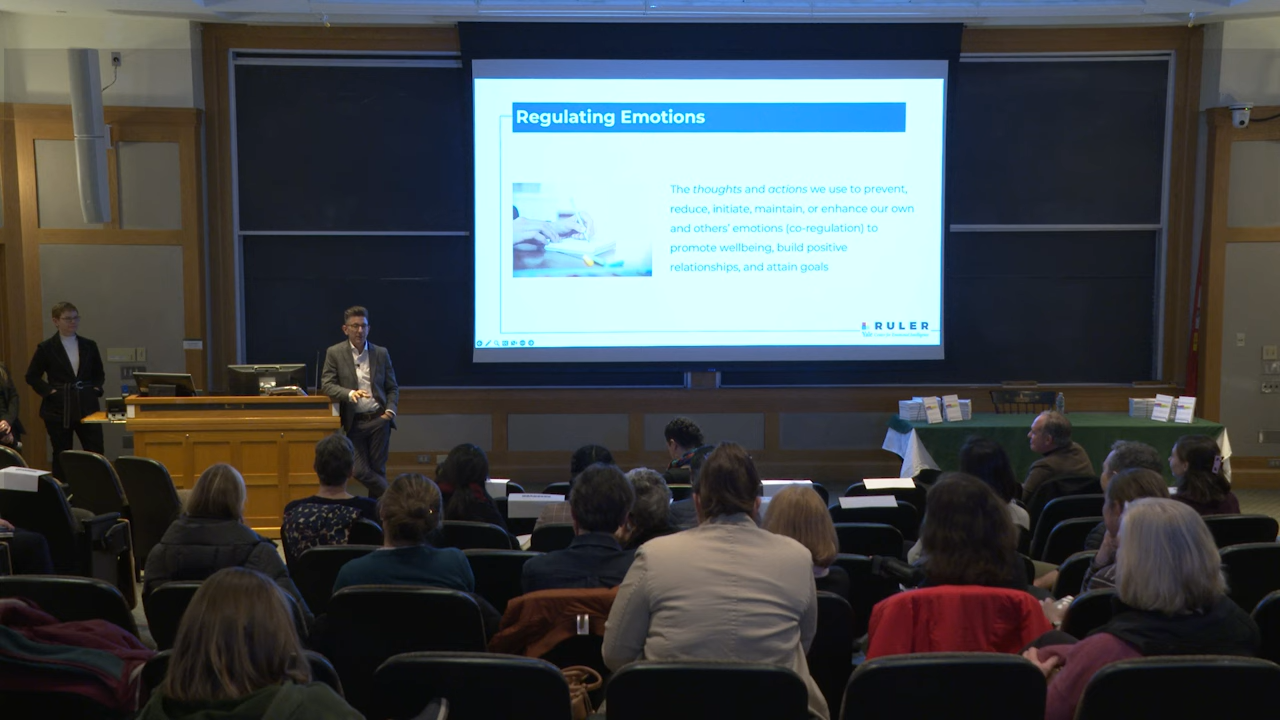 Regulating Emotions
The thoughts and actions we use to prevent,
reduce, initiate, maintain, or enhance our own
and others' emotions (co-regulation) to
promote wellbeing, build positive
relationships, and attain goals
RULER